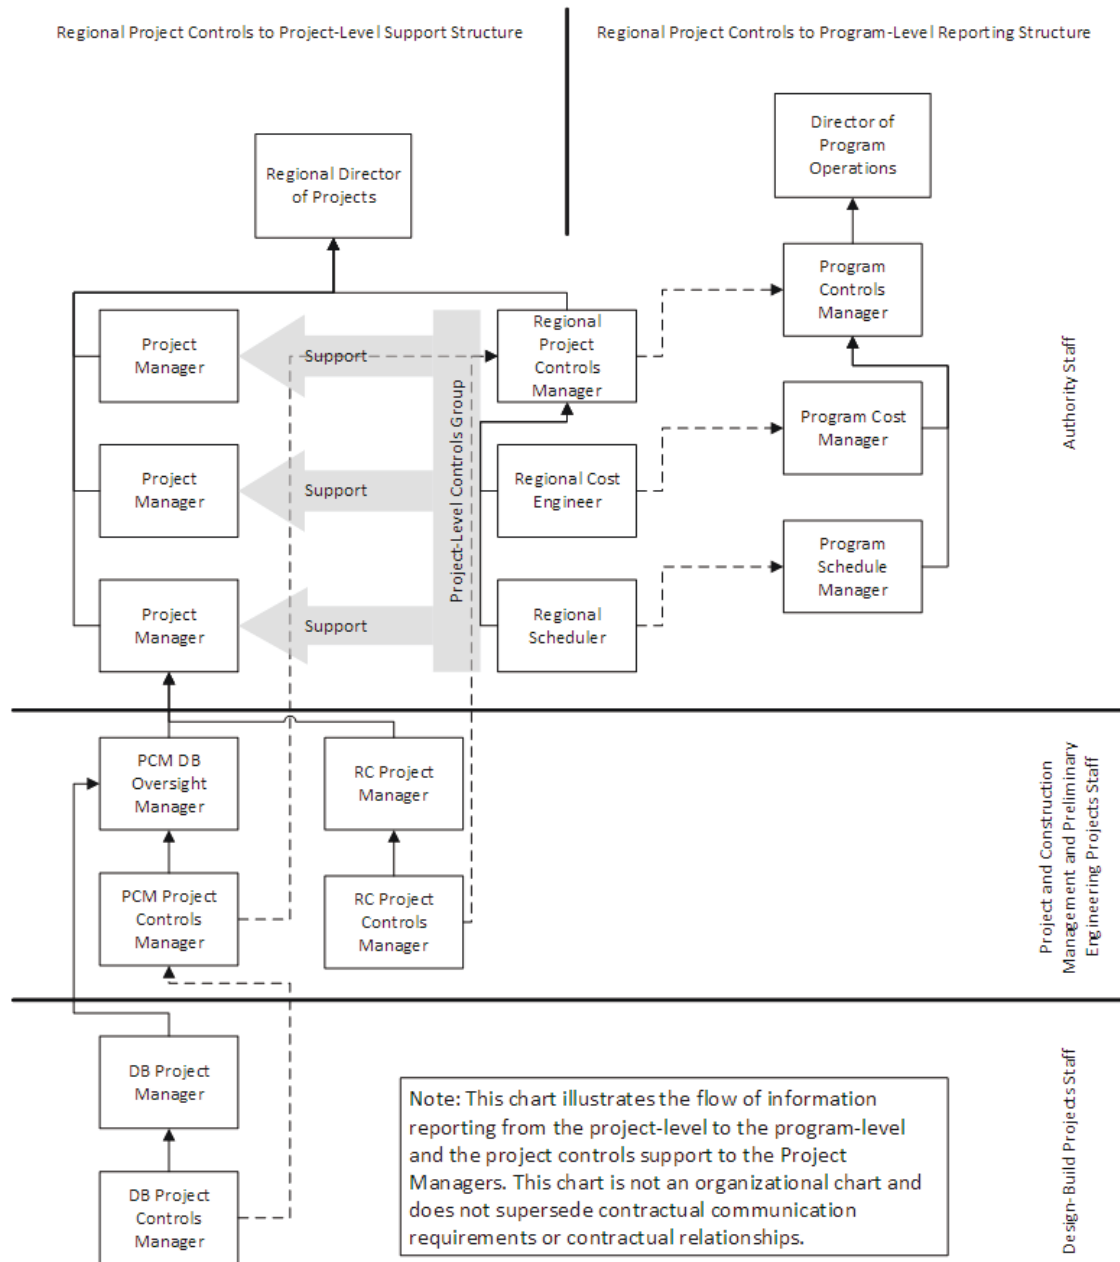 Regional Project Controls to Project-Level Support Structure
Regional Project Controls to Program-Level Reporting Structure
Director of
Program
Operations
Regional Director
of Projects
Program
Controls
Manager
Project
Manager
Support
Regional
Project
Controls
Manager
Project-Level Controls Group
Authority Staff
Program Cost
Manager
Project
Manager
Support
Regional Cost
Engineer
Program
Schedule
Manager
Project
Manager
Support
Regional
Scheduler
PCM DB
Oversight
Manager
RC Project
Manager
Project and Construction
Management and Preliminary
Engineering Projects Staff
PCM Project
Controls
Manager
RC Project
Controls
Manager
DB Project
Manager
Design-Build Projects Staff
Note: This chart illustrates the flow of information
reporting from the project-level to the program-level
and the project controls support to the Project
Managers. This chart is not an organizational chart and
does not supersede contractual communication
requirements or contractual relationships.
DB Project
Controls
Manager